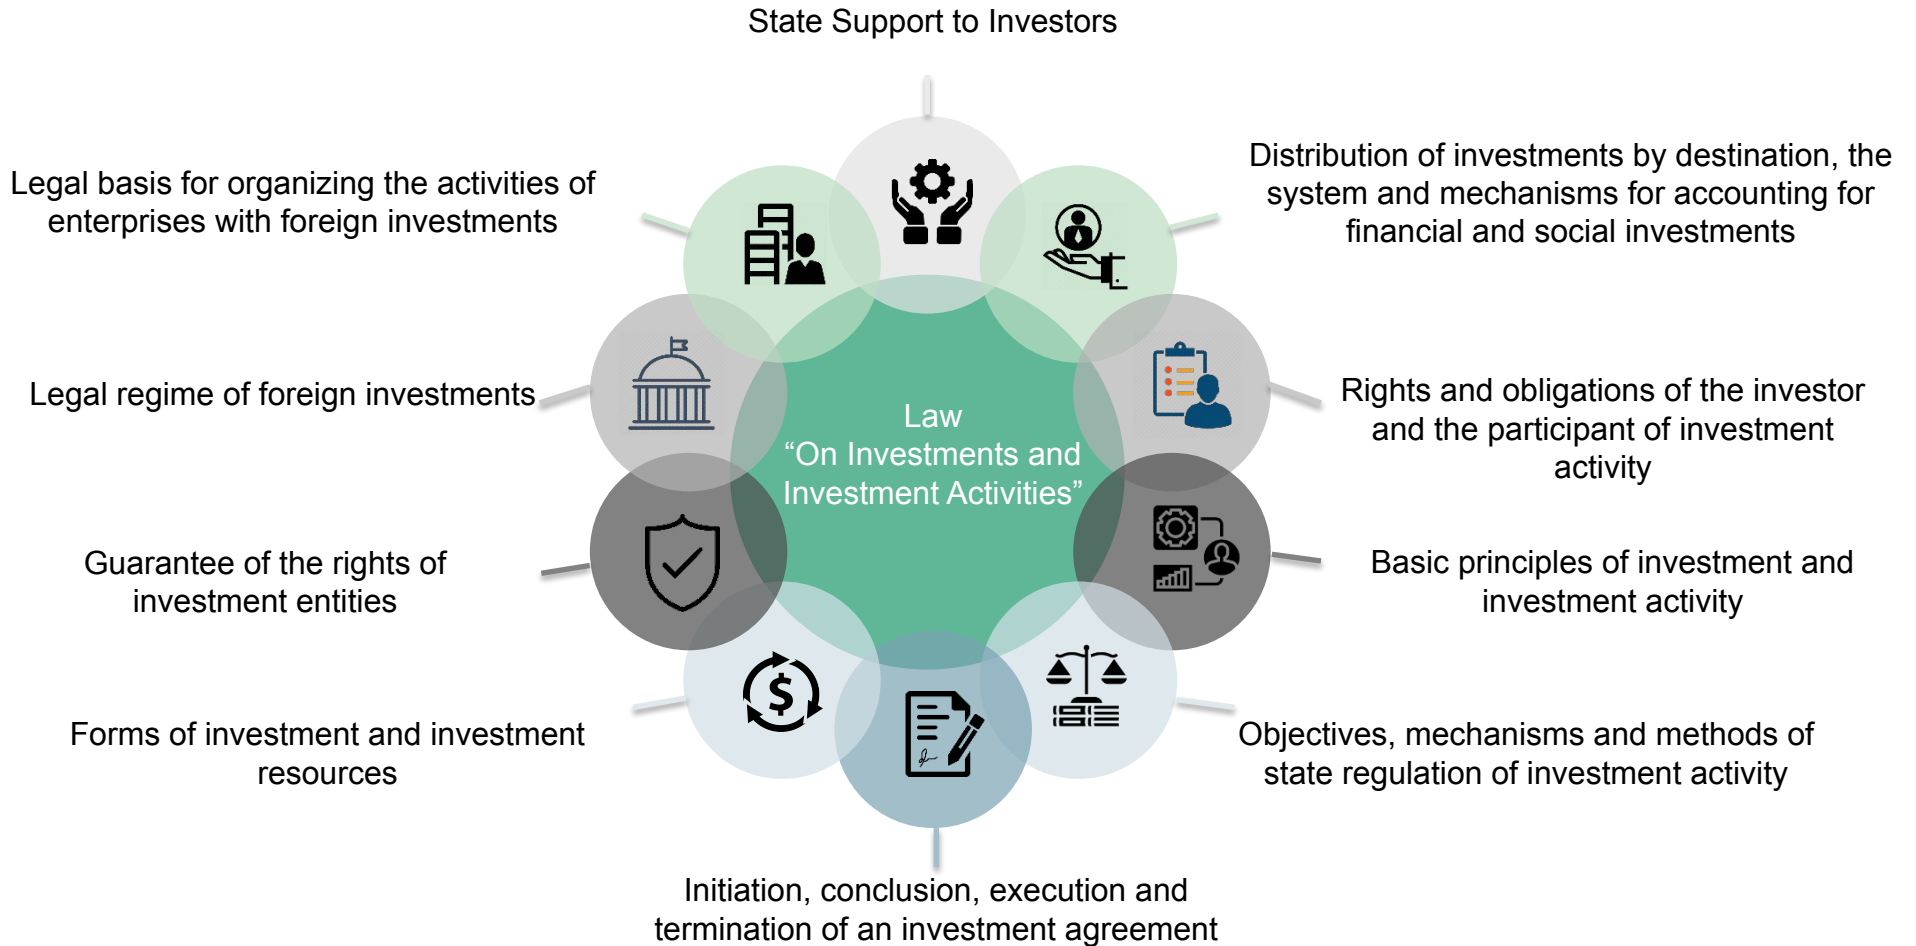 State Support to Investors
Distribution of investments by destination, the
system and mechanisms for accounting for
financial and social investments
Legal basis for organizing the activities of
enterprises with foreign investments
Legal regime of foreign investments
Law
“On Investments and
Investment Activities”
Rights and obligations of the investor
and the participant of investment
activity
Guarantee of the rights of
investment entities
Basic principles of investment and
investment activity
Forms of investment and investment
resources
Objectives, mechanisms and methods of
state regulation of investment activity
Initiation, conclusion, execution and
termination of an investment agreement